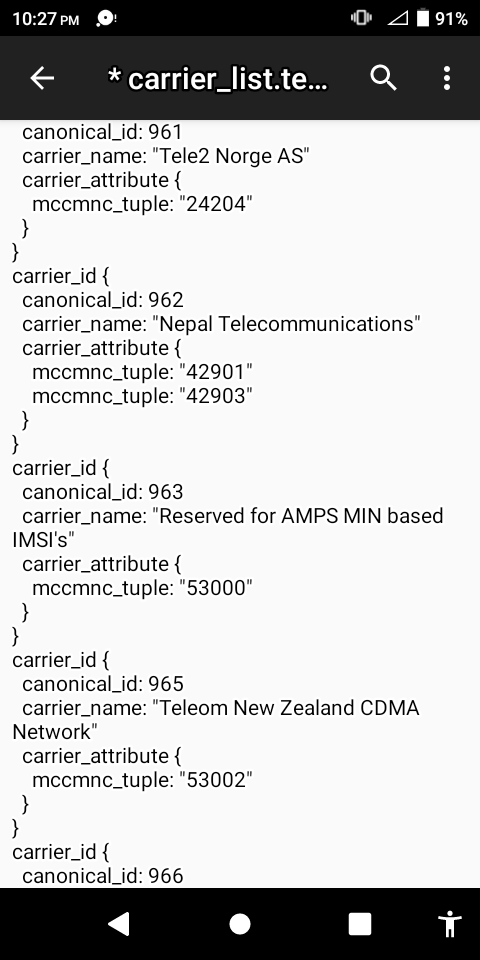 10:27 PM
91%
* carrier_list.te...
canonical_id: 961
carrier_name: "Tele2 Norge AS"
carrier_attribute {
mccmnc_tuple: "24204"
}
}
carrier_id {
canonical_id: 962
carrier_name: "Nepal Telecommunications"
carrier_attribute {
mccmnc_tuple: "42901"
mccmnc_tuple: "42903"
}
}
carrier_id {
canonical_id: 963
carrier_name: "Reserved for AMPS MIN based
IMSI's"
carrier_attribute {
mccmnc_tuple: "53000"
}
}
carrier_id {
canonical_id: 965
carrier_name: "Teleom New Zealand CDMA
Network"
carrier_attribute {
mccmnc_tuple: "53002"
}
}
carrier_id {
canonical_id: 966